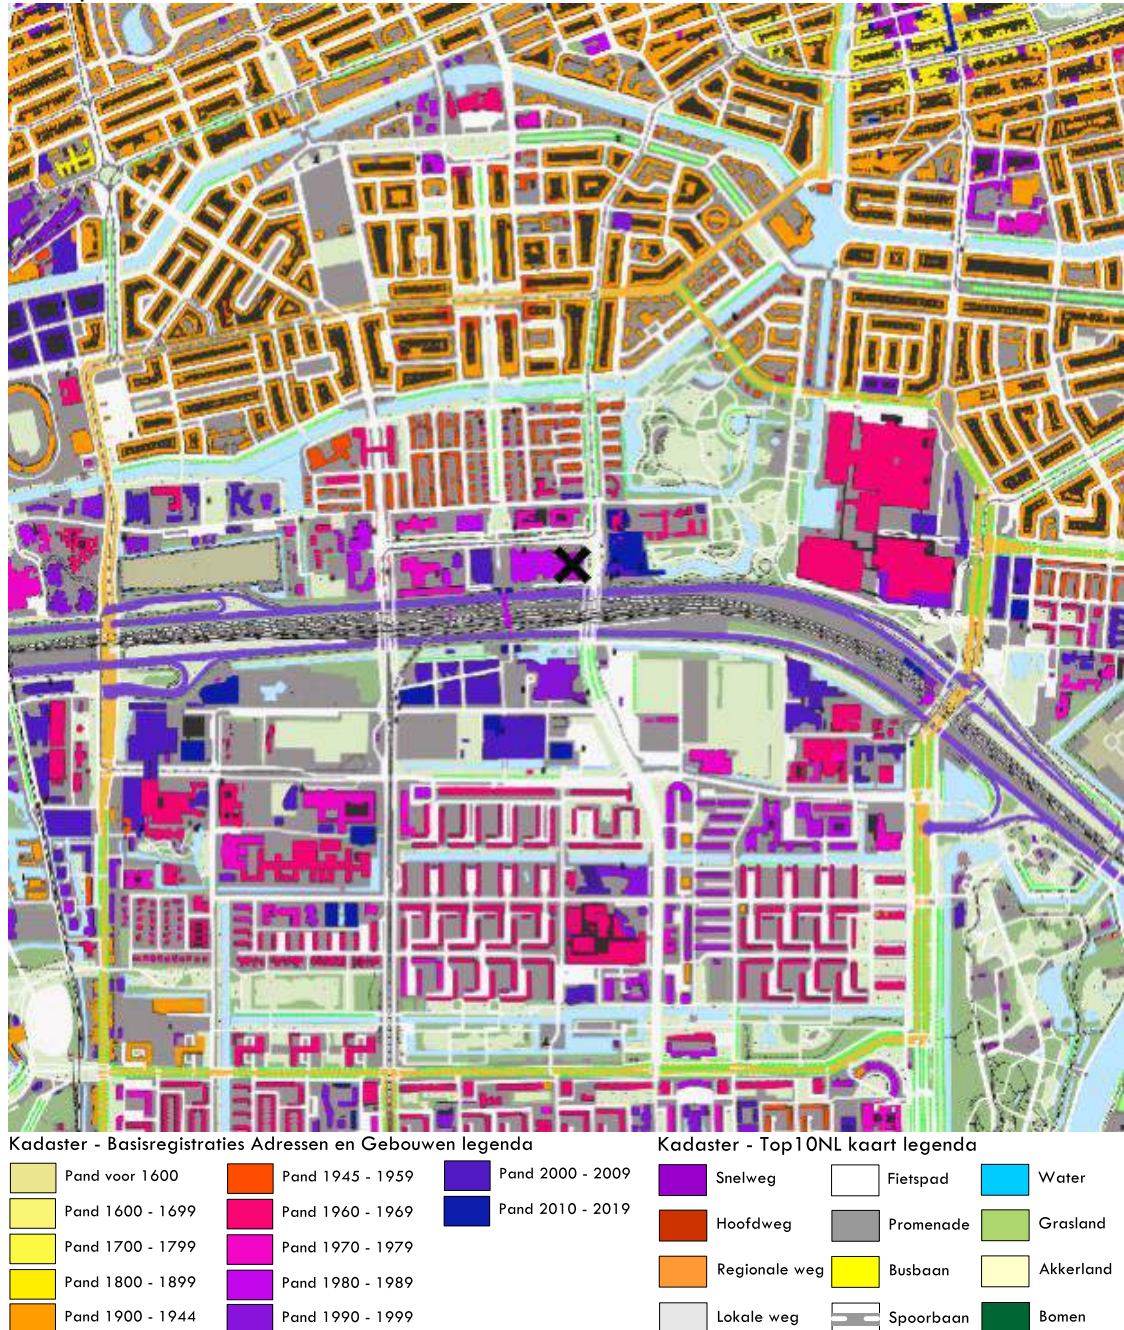 Kadaster - Basisregistraties Adressen en Gebouwen legenda
Pand voor 1600
Pand 1600 - 1699
Pand 1700 - 1799
Pand 1800 - 1899
Pand 1900 - 1944
Pand 1945 - 1959
Pand 1960 - 1969
Pand 1970 - 1979
Pand 1980 - 1989
Pand 1990 - 1999
Pand 2000 - 2009
Pand 2010 - 2019
Kadaster - Top10NL kaart legenda
Snelweg
Hoofdweg
Regionale weg
Lokale weg
Fietspad
Promenade
Busbaan
Spoorbaan
Water
Grasland
Akkerland
Bomen